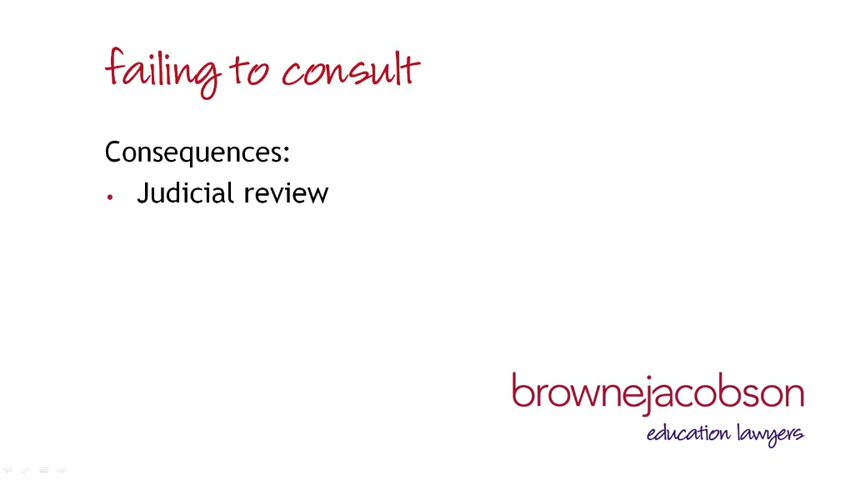 failing to consult
Consequences:
• Judicial review
brownejacobson
education lawyers